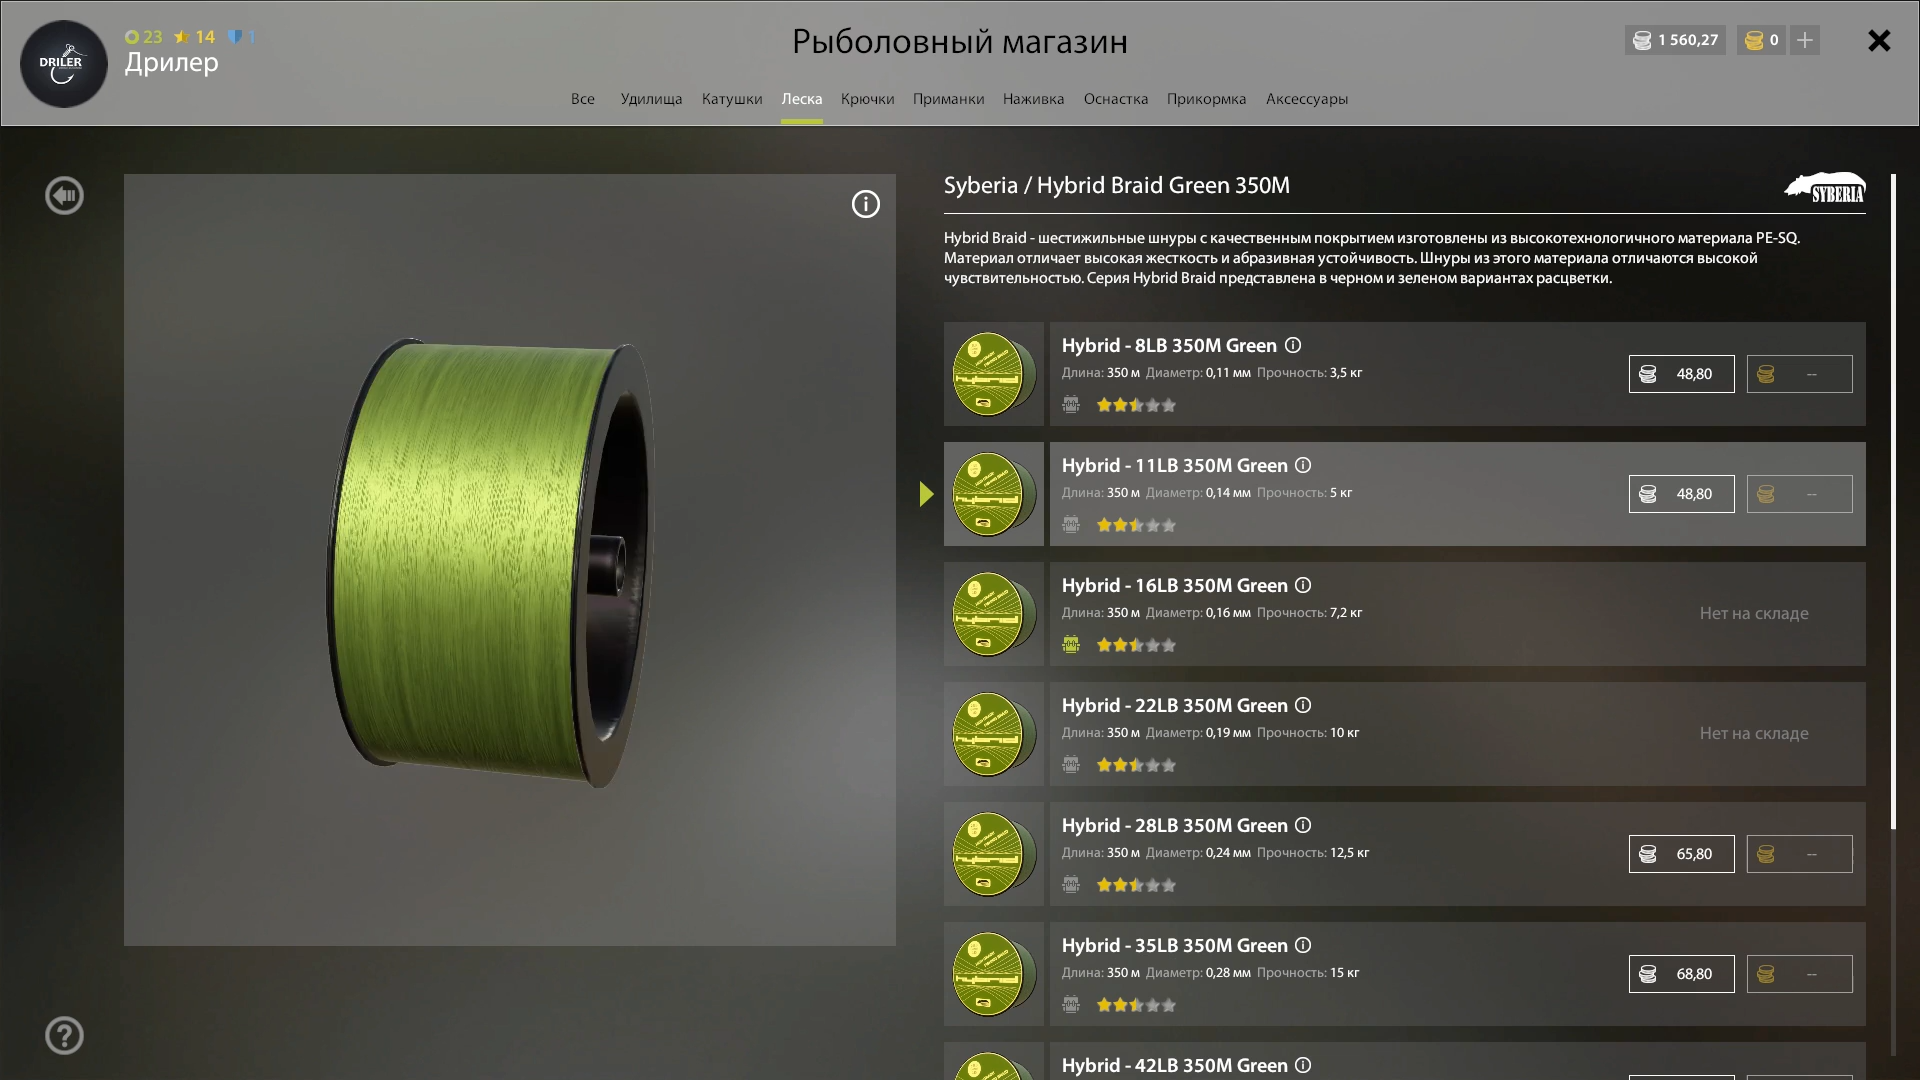 DRILER
23 14 1
Дрилер
Рыболовный магазин
1 560,27 0
Все Удилища Катушки Леска Крючки Приманки Наживка Оснастка Прикормка Аксессуары
Syberia / Hybrid Braid Green 350M
SYBERIA
Hybrid Braid - шестижильные шнуры с качественным покрытием изготовлены из высокотехнологичного материала PE-SQ.
Материал отличает высокая жесткость и абразивная устойчивость. Шнуры из этого материала отличаются высокой
чувствительностью. Серия Hybrid Braid представлена в черном и зеленом вариантах расцветки.
Hybrid - 8LB 350M Green
Длина: 350 м Диаметр: 0,11 мм Прочность: 3,5 кг
48,80 --
Hybrid - 11LB 350M Green
Длина: 350 м Диаметр: 0,14 мм Прочность: 5 кг
48,80 --
Hybrid - 16LB 350M Green
Длина: 350 м Диаметр: 0,16 мм Прочность: 7,2 кг
Нет на складе
Hybrid - 22LB 350M Green
Длина: 350 м Диаметр: 0,19 мм Прочность: 10 кг
Нет на складе
Hybrid - 28LB 350M Green
Длина: 350 м Диаметр: 0,24 мм Прочность: 12,5 кг
65,80 --
Hybrid - 35LB 350M Green
Длина: 350 м Диаметр: 0,28 мм Прочность: 15 кг
68,80 --
Hybrid - 42LB 350M Green